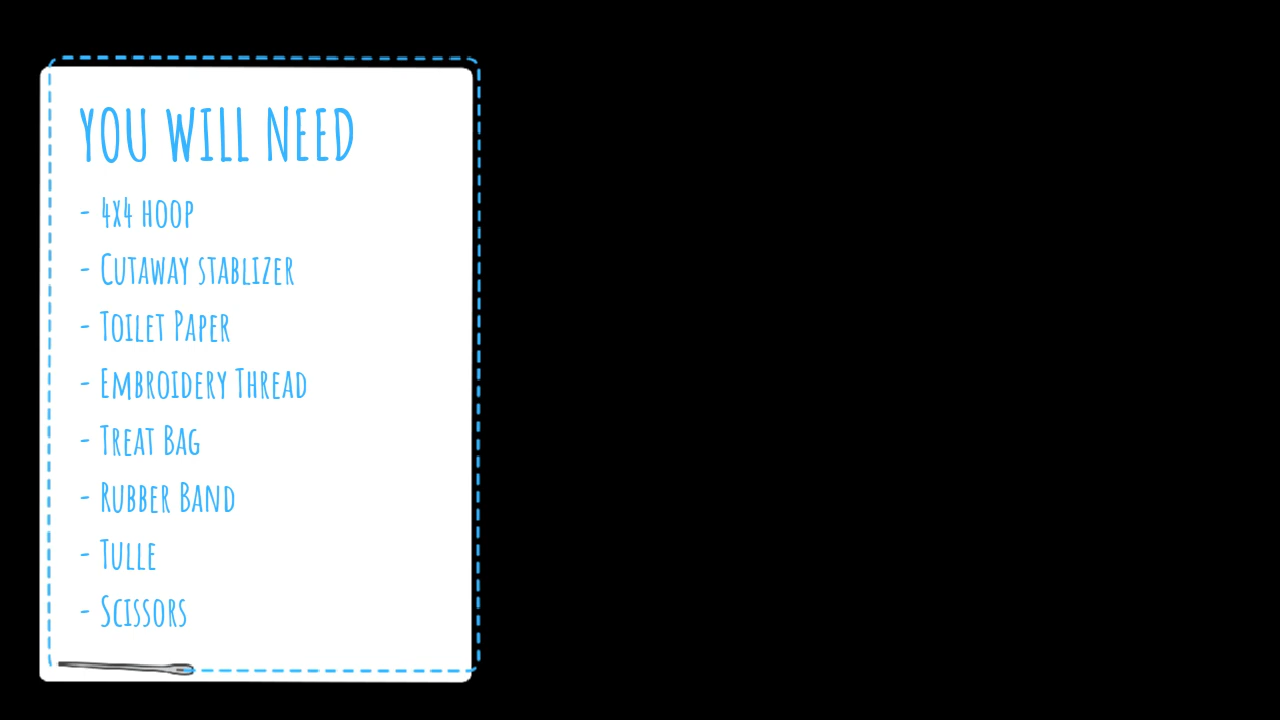 YOU WILL NEED
- 4x4 HOOP
- CUTAWAY STABLIZER
- TOILET PAPER
- EMBROIDERY THREAD
- TREAT BAG
- RUBBER BAND
- TULLE
- SCISSORS